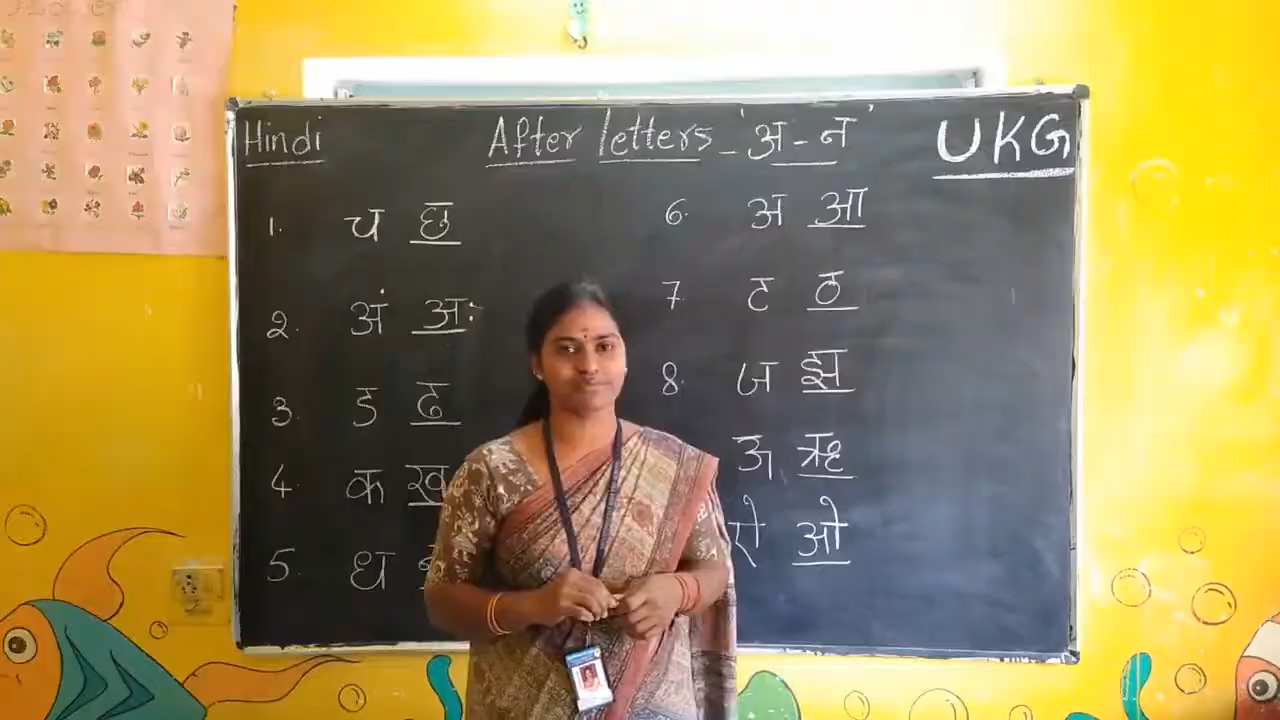 Hindi
After letters - 'अ - न'
UKG
1. च छ
2. अं अः
3. ड ढ
4. क ख
5. ध
6. अ आ
7. ट ठ
8. ज झ
ऊ ऋ
ऐ ओ